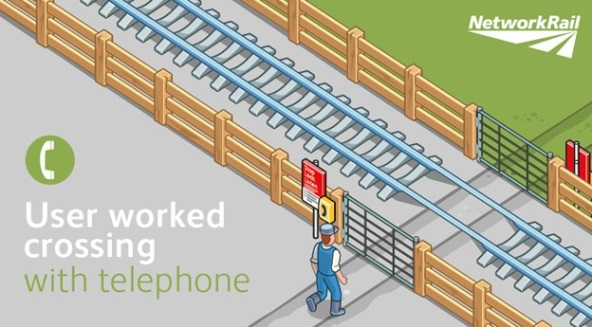 NetworkRail
User worked
crossing
with telephone